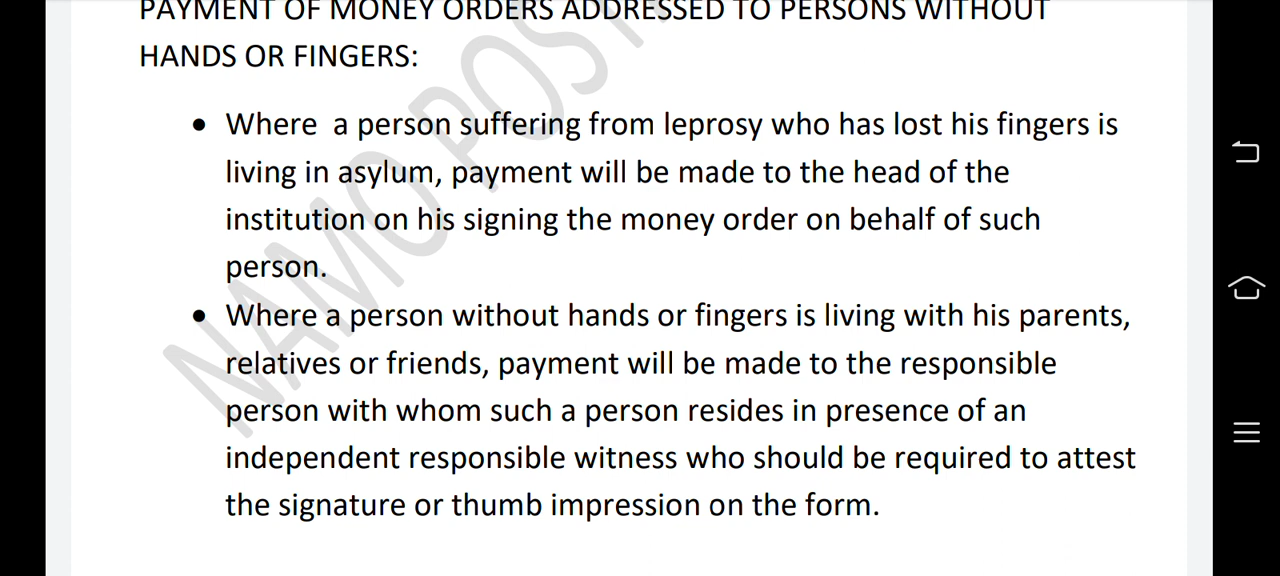 PAYMENT OF MONEY ORDERS ADDRESSED TO PERSONS WITHOUT
HANDS OR FINGERS:
• Where  a person suffering from leprosy who has lost his fingers is
living in asylum, payment will be made to the head of the
institution on his signing the money order on behalf of such
person.
• Where a person without hands or fingers is living with his parents,
relatives or friends, payment will be made to the responsible
person with whom such a person resides in presence of an
independent responsible witness who should be required to attest
the signature or thumb impression on the form.
NAMO POST